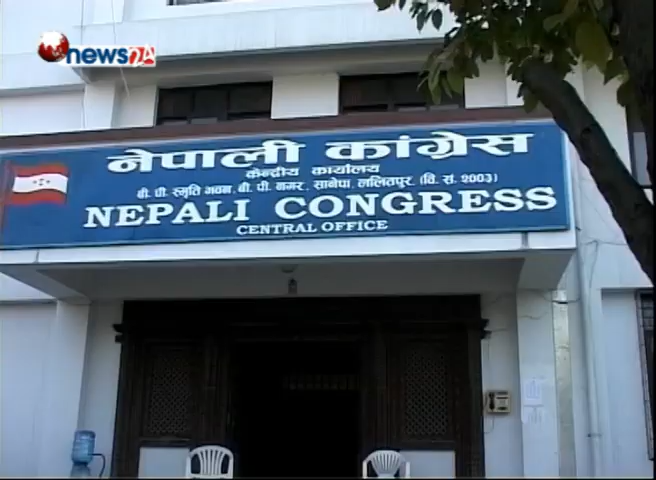 news24
नेपाली कांग्रेस
केन्द्रीय कार्यालय
बी. पी. स्मृति भवन, बी. पी. नगर, सानेपा, ललितपुर (वि. सं. २००३)
NEPALI CONGRESS
CENTRAL OFFICE